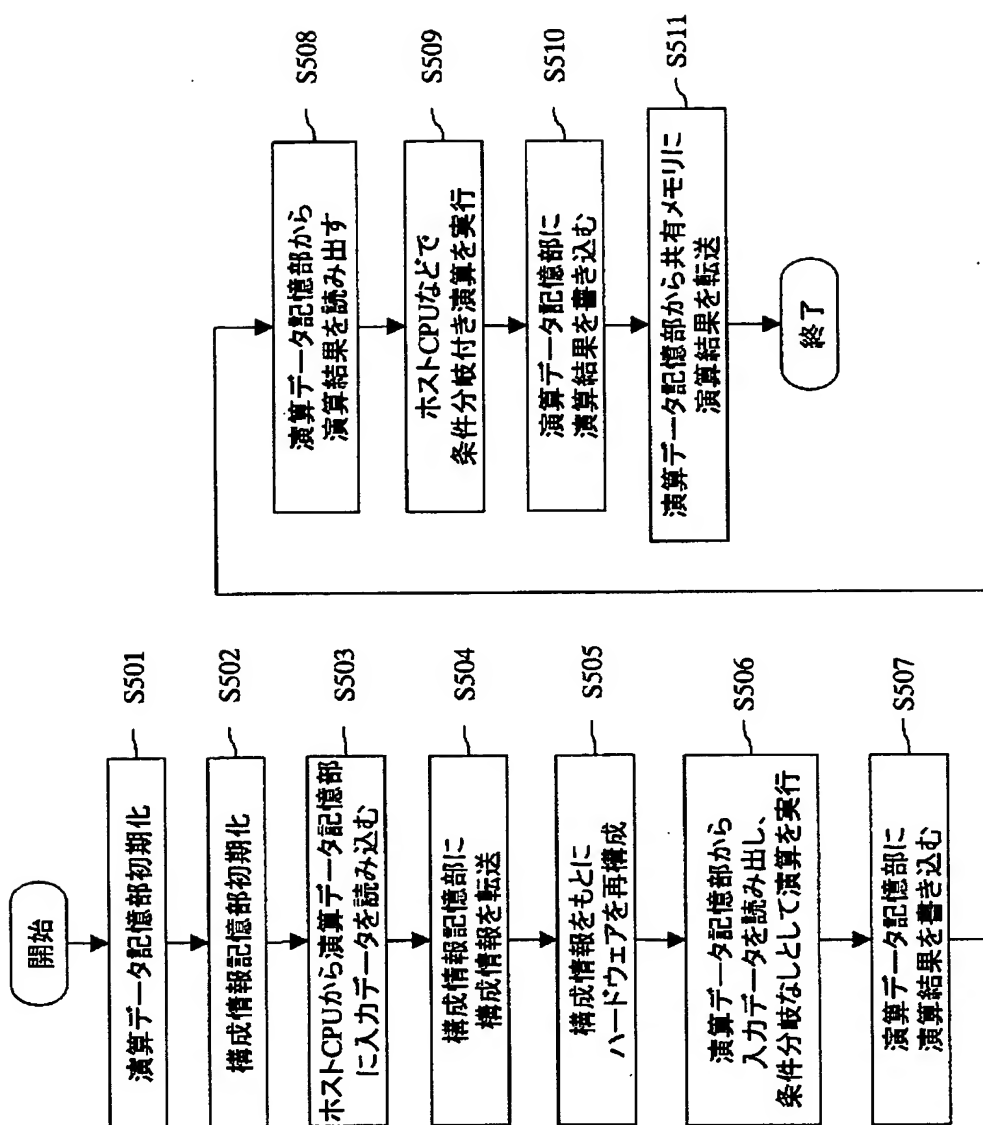 開始
演算データ記憶部初期化
S501
構成情報記憶部初期化
S502
ホストCPUから演算データ記憶部
に入力データを読み込む
S503
構成情報記憶部に
構成情報を転送
S504
構成情報をもとに
ハードウェアを再構成
S505
演算データ記憶部から
入力データを読み出し、
条件分岐なしとして演算を実行
S506
演算データ記憶部に
演算結果を書き込む
S507
演算データ記憶部から
演算結果を読み出す
S508
ホストCPUなどで
条件分岐付き演算を実行
S509
演算データ記憶部に
演算結果を書き込む
S510
演算データ記憶部から共有メモリに
演算結果を転送
S511
終了